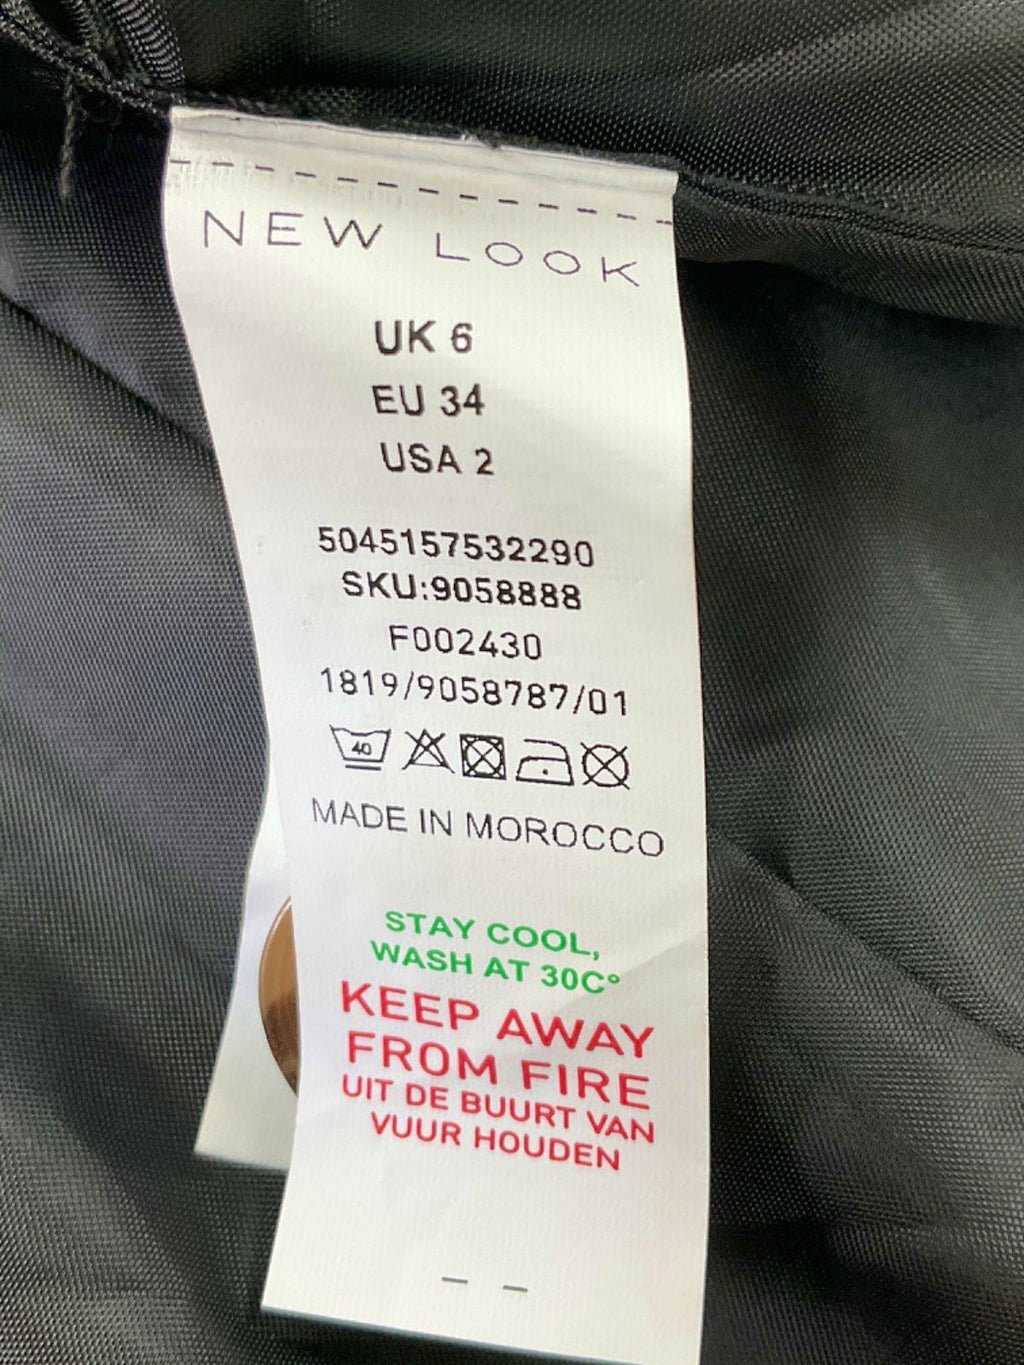 NEW LOOK
UK 6
EU 34
USA 2
5045157532290
SKU:9058888
F002430
1819/9058787/01
40
MADE IN MOROCCO
STAY COOL,
WASH AT 30C°
KEEP AWAY
FROM FIRE
UIT DE BUURT VAN
VUUR HOUDEN